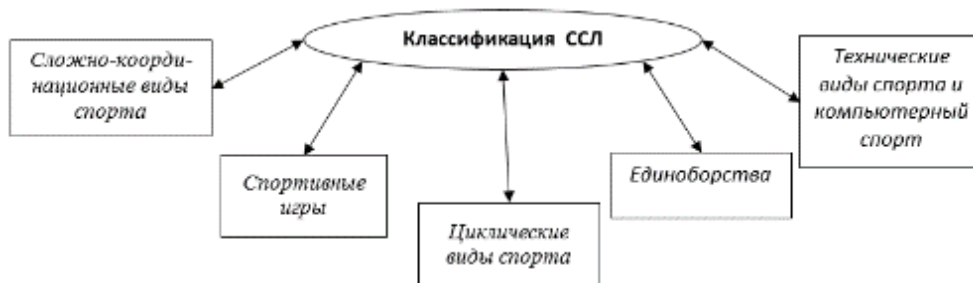 Классификация ССЛ
Сложно-коорди-
национные виды
спорта
Спортивные
игры
Циклические
виды спорта
Единоборства
Технические
виды спорта и
компьютерный
спорт